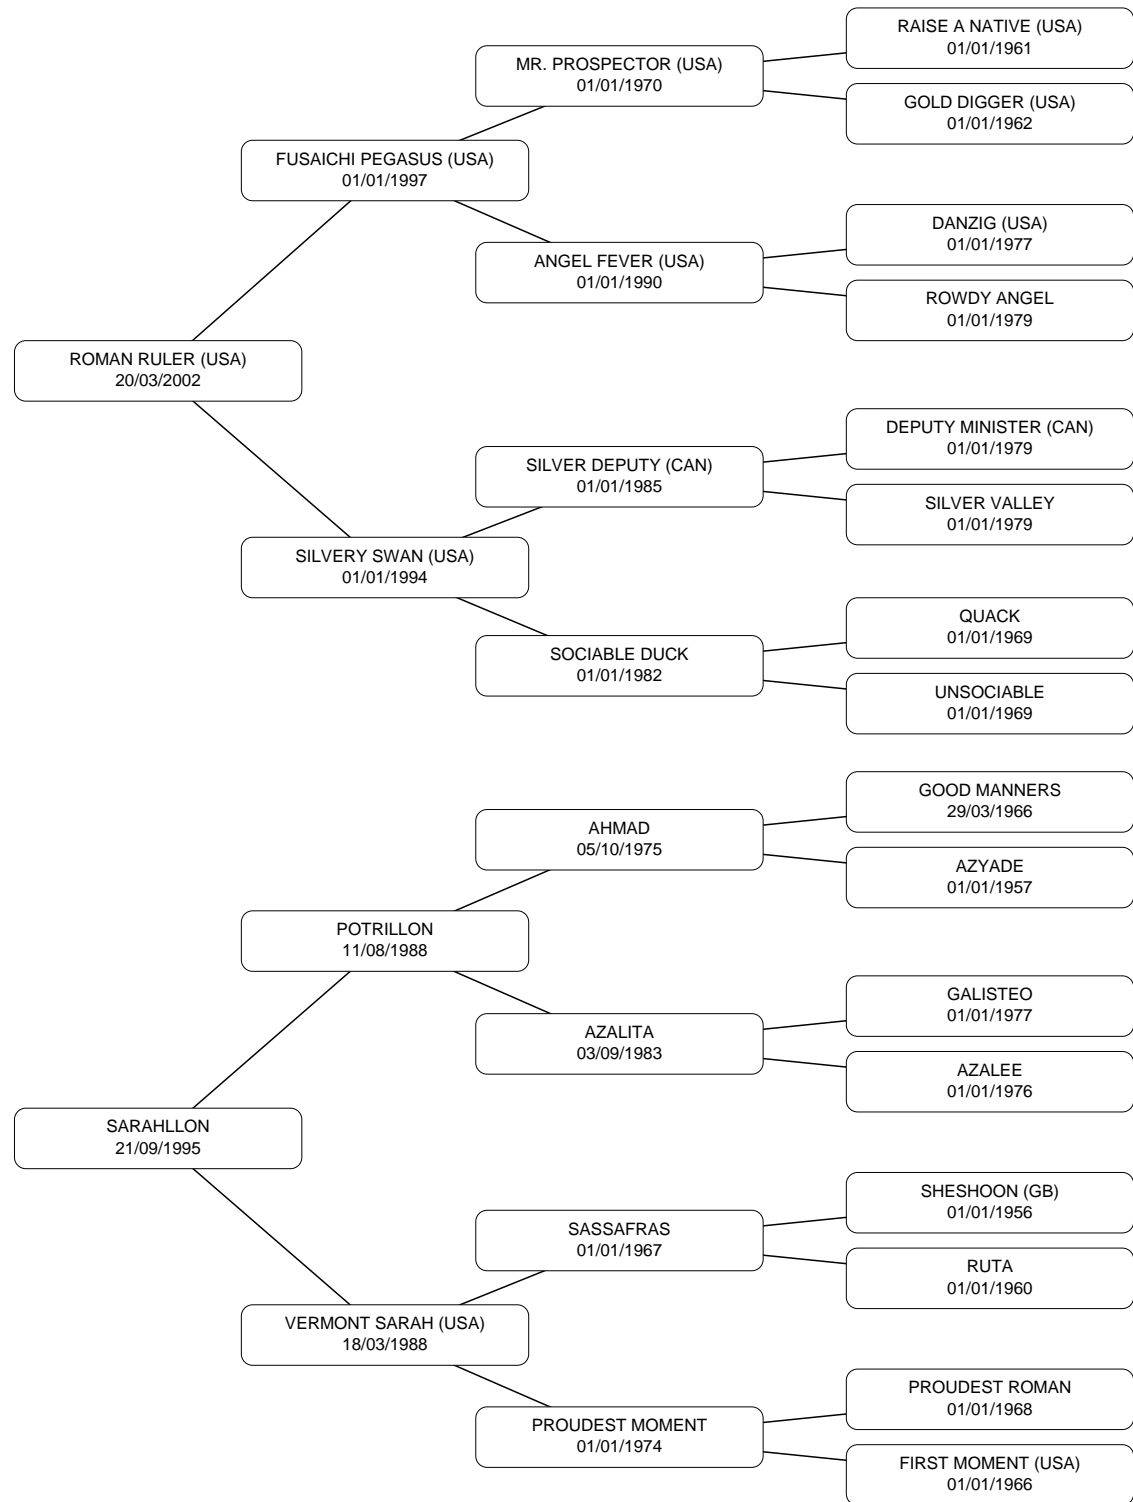 RAISE A NATIVE (USA)
01/01/1961
MR. PROSPECTOR (USA)
01/01/1970
GOLD DIGGER (USA)
01/01/1962
FUSAICHI PEGASUS (USA)
01/01/1997
DANZIG (USA)
01/01/1977
ANGEL FEVER (USA)
01/01/1990
ROWDY ANGEL
01/01/1979
ROMAN RULER (USA)
20/03/2002
DEPUTY MINISTER (CAN)
01/01/1979
SILVER DEPUTY (CAN)
01/01/1985
SILVER VALLEY
01/01/1979
SILVERY SWAN (USA)
01/01/1994
QUACK
01/01/1969
SOCIABLE DUCK
01/01/1982
UNSOCIABLE
01/01/1969
GOOD MANNERS
29/03/1966
AHMAD
05/10/1975
AZYADE
01/01/1957
POTRILLON
11/08/1988
GALISTEO
01/01/1977
AZALITA
03/09/1983
AZALEE
01/01/1976
SARAHLLON
21/09/1995
SHESHOON (GB)
01/01/1956
SASSAFRAS
01/01/1967
RUTA
01/01/1960
VERMONT SARAH (USA)
18/03/1988
PROUDEST ROMAN
01/01/1968
PROUDEST MOMENT
01/01/1974
FIRST MOMENT (USA)
01/01/1966